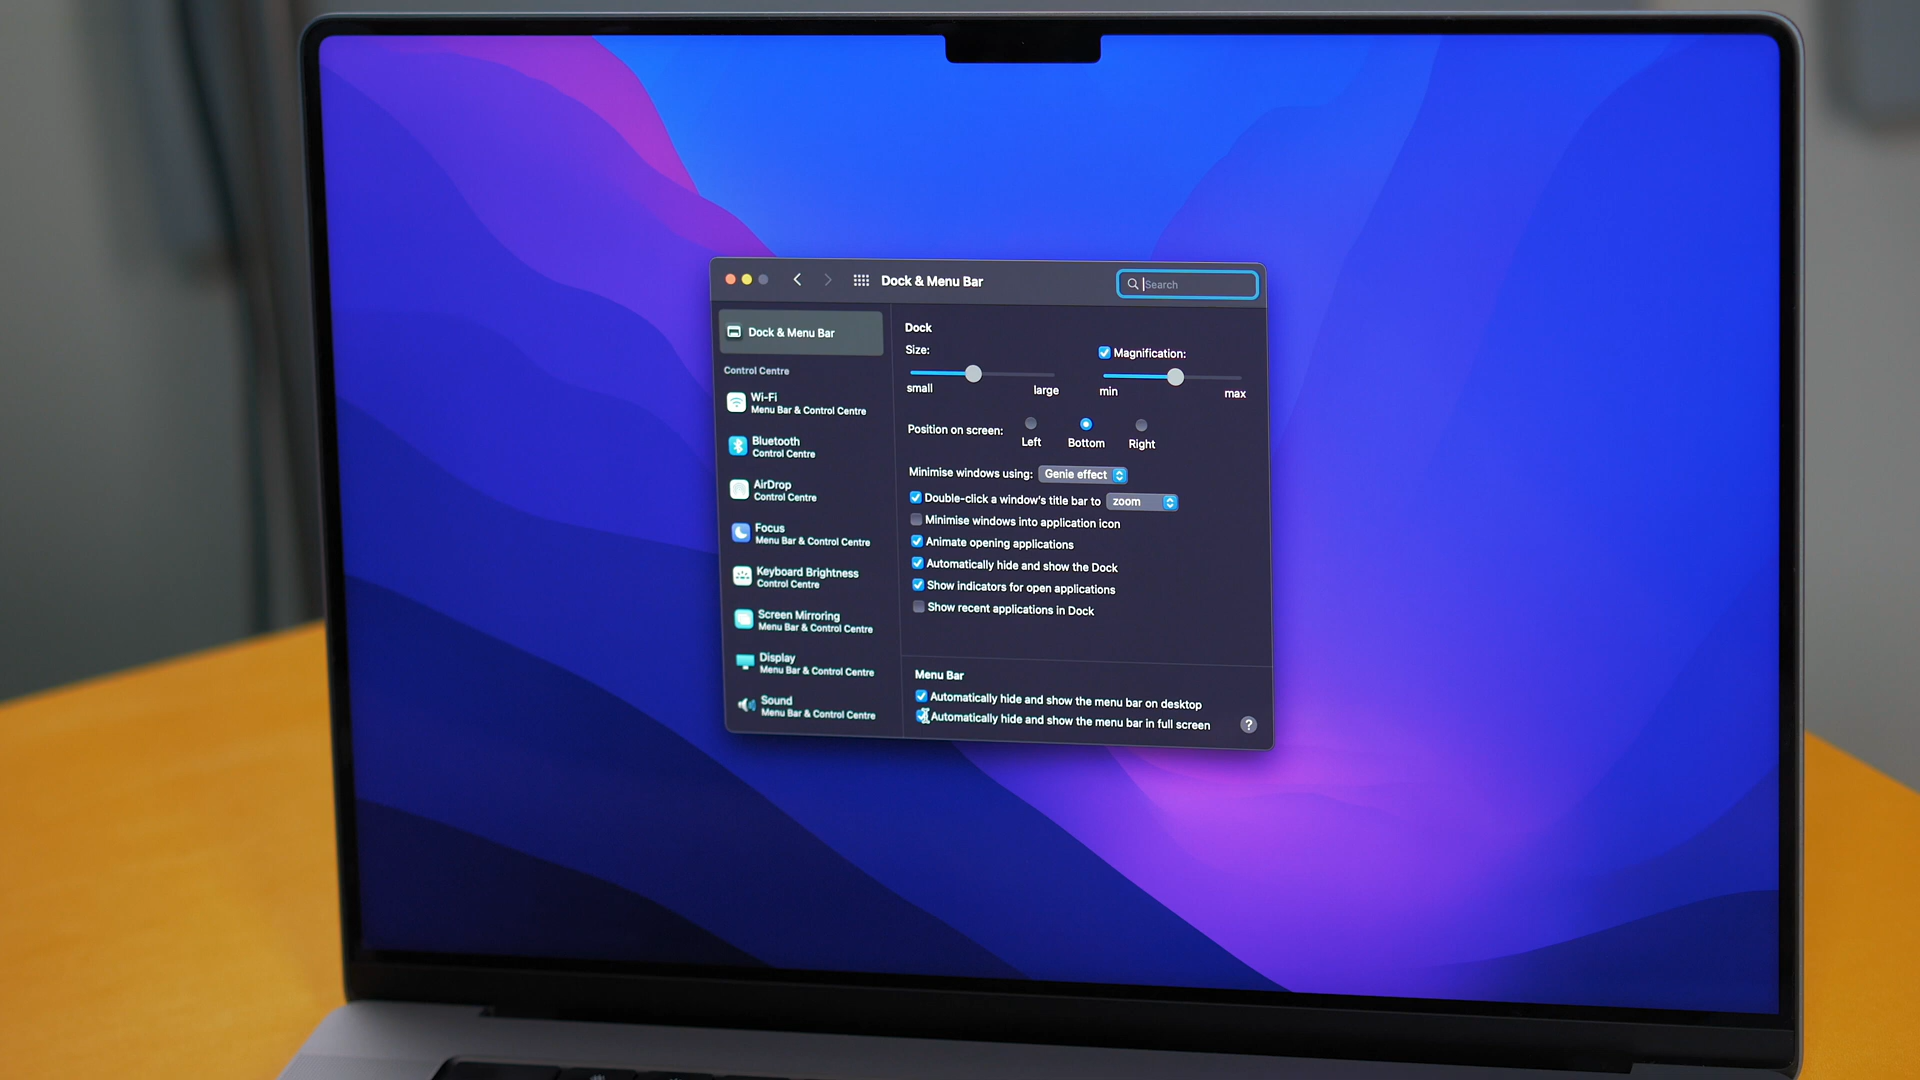 Dock & Menu Bar
Search
Dock & Menu Bar
Control Centre
Wi-Fi
Menu Bar & Control Centre
Bluetooth
Control Centre
AirDrop
Control Centre
Focus
Menu Bar & Control Centre
Keyboard Brightness
Control Centre
Screen Mirroring
Menu Bar & Control Centre
Display
Menu Bar & Control Centre
Sound
Menu Bar & Control Centre
Dock
Size:
Magnification:
small large
min max
Position on screen:
Left Bottom Right
Minimise windows using: Genie effect
Double-click a window's title bar to zoom
Minimise windows into application icon
Animate opening applications
Automatically hide and show the Dock
Show indicators for open applications
Show recent applications in Dock
Menu Bar
Automatically hide and show the menu bar on desktop
Automatically hide and show the menu bar in full screen
?